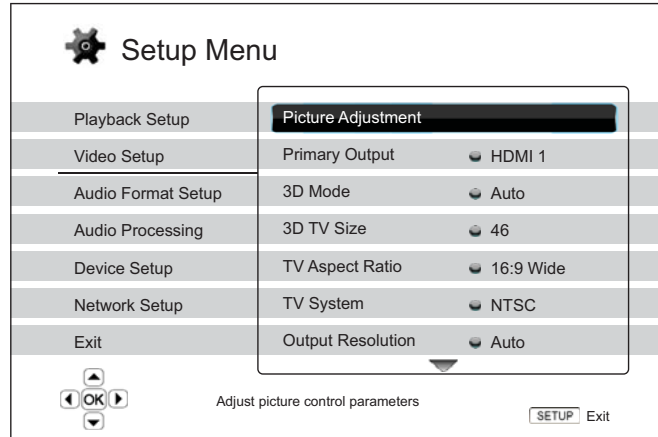 Setup Menu
Playback Setup
Video Setup
Audio Format Setup
Audio Processing
Device Setup
Network Setup
Exit
Picture Adjustment
Primary Output HDMI 1
3D Mode Auto
3D TV Size 46
TV Aspect Ratio 16:9 Wide
TV System NTSC
Output Resolution Auto
OK
Adjust picture control parameters
SETUP Exit